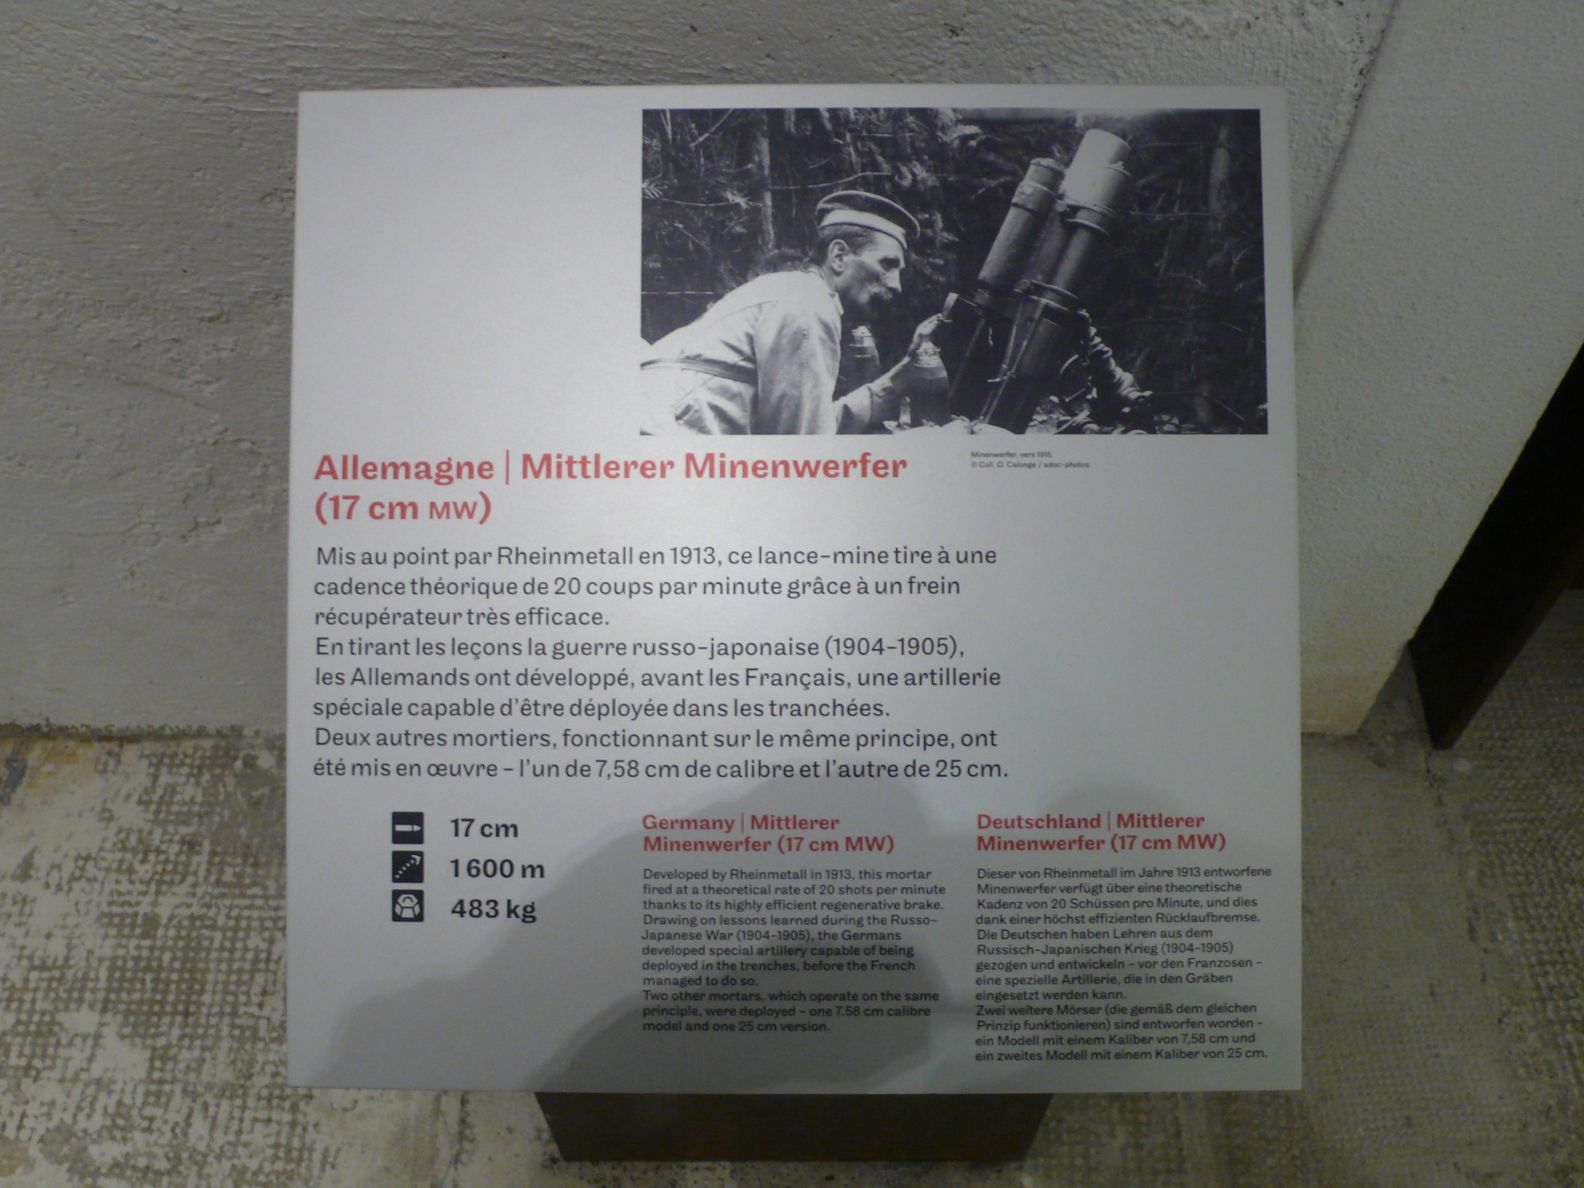 Minenwerfer, vers 1915.
© Coll. O. Calonge / adoc-photos
Allemagne | Mittlerer Minenwerfer
(17 cm MW)
Mis au point par Rheinmetall en 1913, ce lance-mine tire à une
cadence théorique de 20 coups par minute grâce à un frein
récupérateur très efficace.
En tirant les leçons la guerre russo-japonaise (1904-1905),
les Allemands ont développé, avant les Français, une artillerie
spéciale capable d'être déployée dans les tranchées.
Deux autres mortiers, fonctionnant sur le même principe, ont
été mis en œuvre – l'un de 7,58 cm de calibre et l'autre de 25 cm.
17 cm
1 600 m
483 kg
Germany | Mittlerer
Minenwerfer (17 cm MW)
Developed by Rheinmetall in 1913, this mortar
fired at a theoretical rate of 20 shots per minute
thanks to its highly efficient regenerative brake.
Drawing on lessons learned during the Russo-
Japanese War (1904-1905), the Germans
developed special artillery capable of being
deployed in the trenches, before the French
managed to do so.
Two other mortars, which operate on the same
principle, were deployed – one 7.58 cm calibre
model and one 25 cm version.
Deutschland | Mittlerer
Minenwerfer (17 cm MW)
Dieser von Rheinmetall im Jahre 1913 entworfene
Minenwerfer verfügt über eine theoretische
Kadenz von 20 Schüssen pro Minute, und dies
dank einer höchst effizienten Rücklaufbremse.
Die Deutschen haben Lehren aus dem
Russisch-Japanischen Krieg (1904-1905)
gezogen und entwickeln – vor den Franzosen –
eine spezielle Artillerie, die in den Gräben
eingesetzt werden kann.
Zwei weitere Mörser (die gemäß dem gleichen
Prinzip funktionieren) sind entworfen worden –
ein Modell mit einem Kaliber von 7,58 cm und
ein zweites Modell mit einem Kaliber von 25 cm.